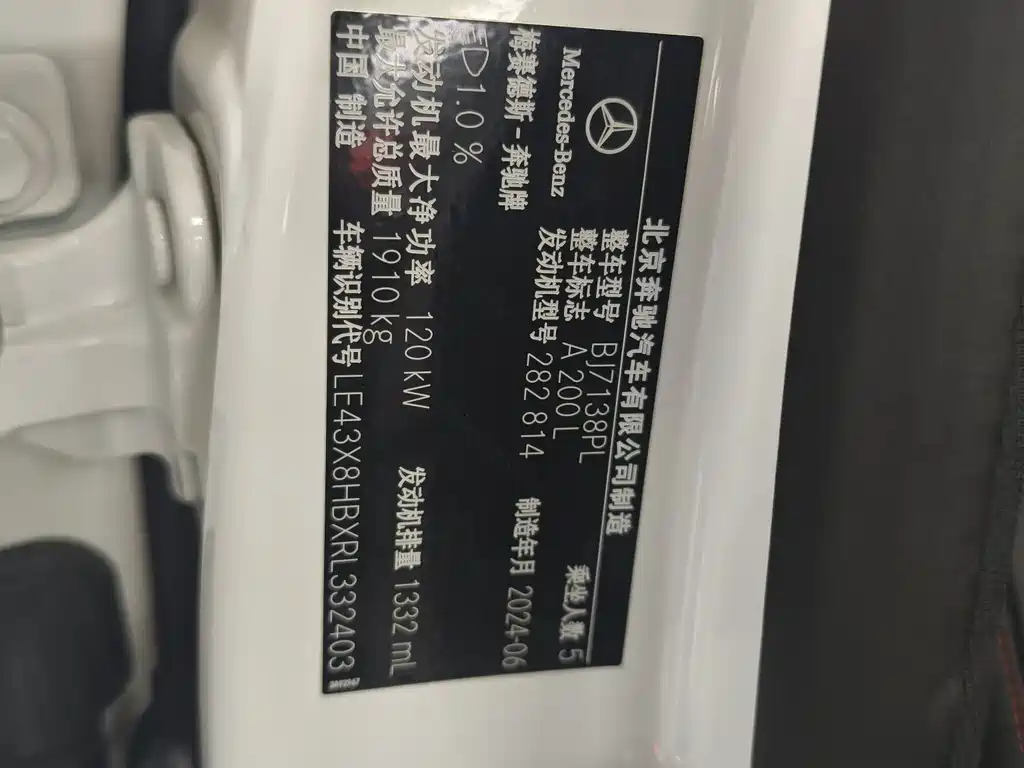 北京奔驰汽车有限公司制造
Mercedes-Benz
整车型号 BJ7138PL
整车标志 A 200 L 乘坐人数 5
梅赛德斯-奔驰牌 发动机型号 282 814 制造年月 2024-06
1.0 %
发动机最大净功率 120 kW 发动机排量 1332 mL
最大允许总质量 1910 kg
中国 制造 车辆识别代号 LE43X8HBXRL332403